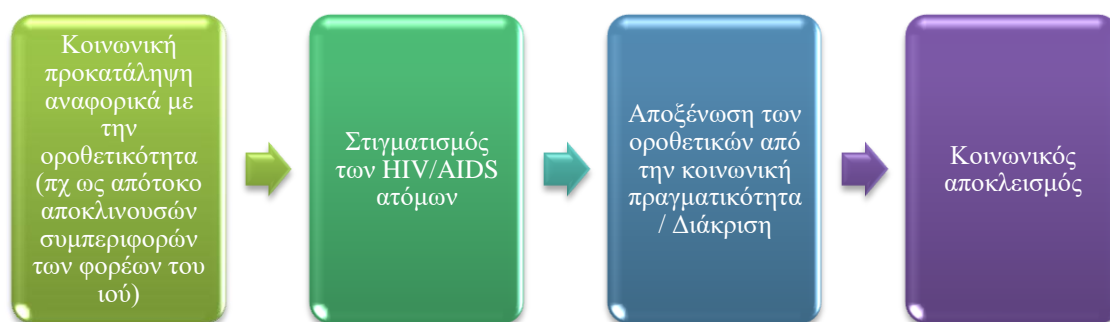 Κοινωνική
προκατάληψη
αναφορικά με
την
οροθετικότητα
(πχ ως απότοκο
αποκλινουσών
συμπεριφορών
των φορέων του
ιού)
Στιγματισμός
των HIV/AIDS
ατόμων
Αποξένωση των
οροθετικών από
την κοινωνική
πραγματικότητα
/ Διάκριση
Κοινωνικός
αποκλεισμός